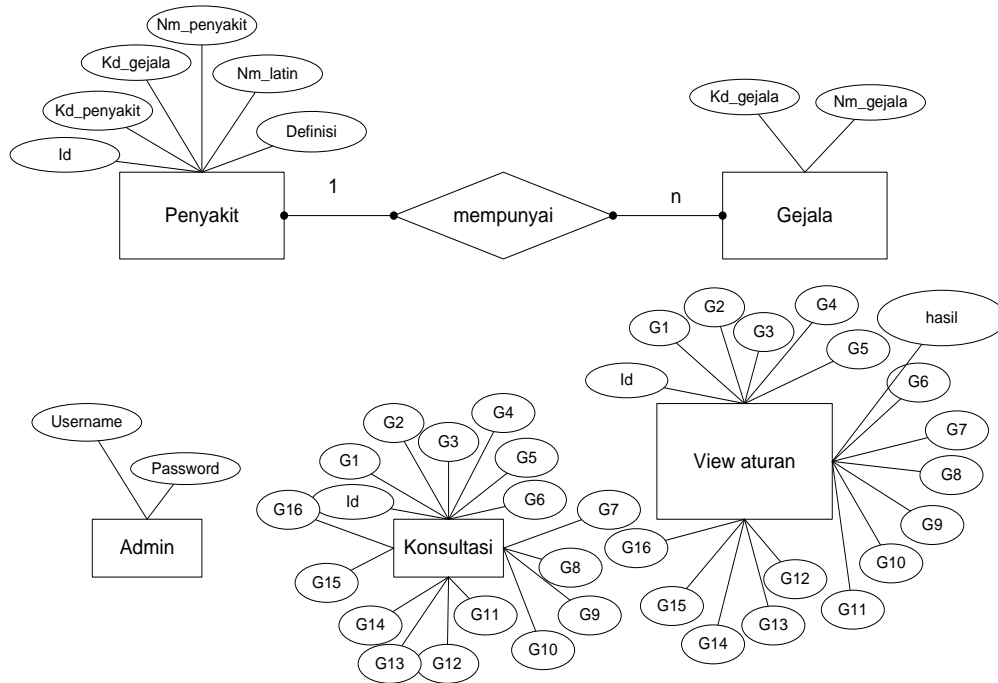 Nm_penyakit
Kd_gejala
Nm_latin
Kd_penyakit
Definisi
Id
Kd_gejala
Nm_gejala
Penyakit
1
mempunyai
n
Gejala
Username
Password
Admin
G2
G4
G3
G1
G5
Id
G6
G16
G7
Konsultasi
G15
G8
G14
G11
G9
G13
G12
G10
G2
G4
G1
G3
hasil
G5
Id
G6
G7
View aturan
G8
G9
G16
G10
G12
G15
G11
G13
G14